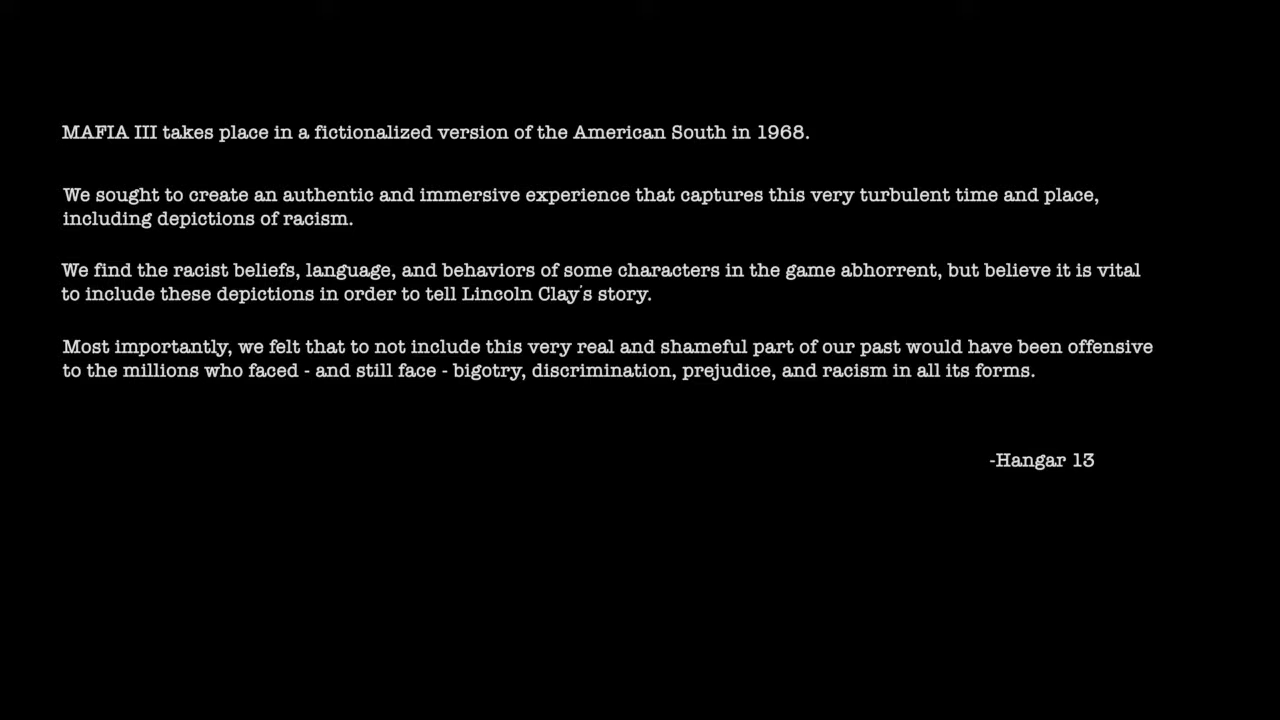 MAFIA III takes place in a fictionalized version of the American South in 1968.
We sought to create an authentic and immersive experience that captures this very turbulent time and place,
including depictions of racism.
We find the racist beliefs, language, and behaviors of some characters in the game abhorrent, but believe it is vital
to include these depictions in order to tell Lincoln Clay's story.
Most importantly, we felt that to not include this very real and shameful part of our past would have been offensive
to the millions who faced - and still face - bigotry, discrimination, prejudice, and racism in all its forms.
-Hangar 13